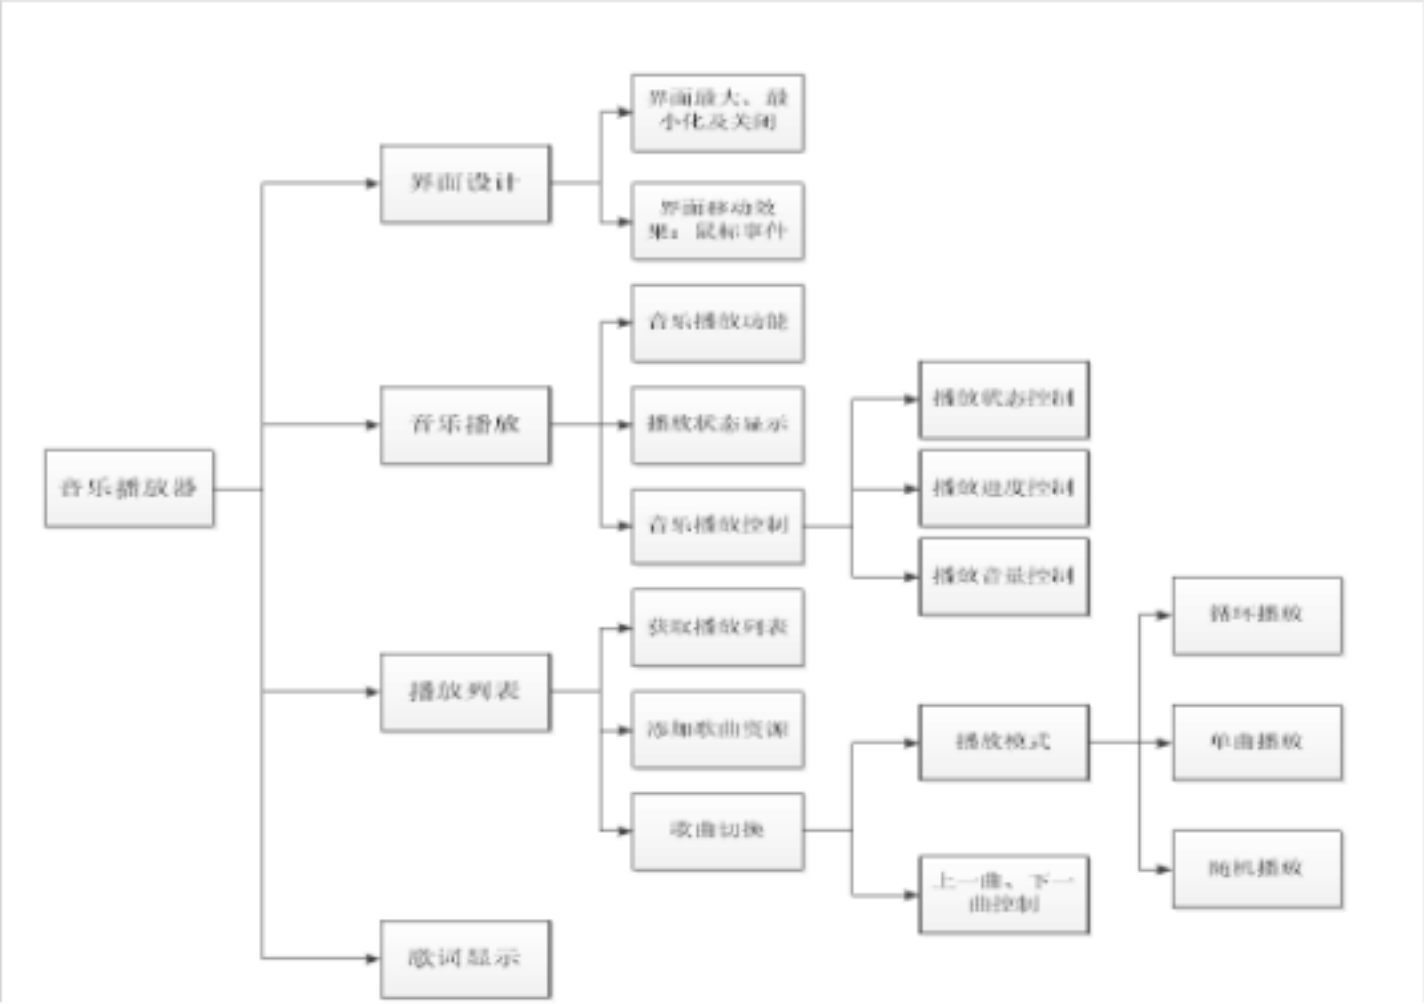 界面最大、最
小化及关闭
界面设计
界面移动效
果：鼠标事件
音乐播放功能
播放状态控制
音乐播放
播放状态显示
音乐播放器
播放进度控制
音乐播放控制
播放音量控制
循环播放
获取播放列表
播放列表
添加歌曲资源
播放模式
单曲播放
歌曲切换
随机播放
上一曲、下一
曲控制
歌词显示